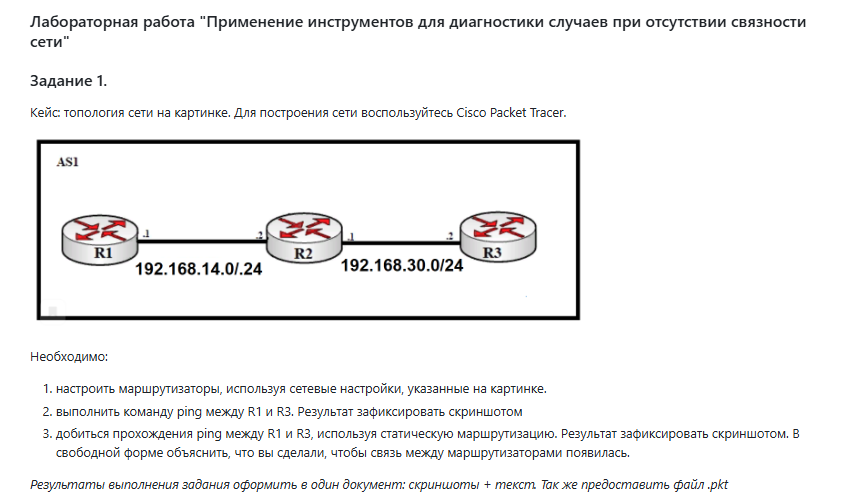 Лабораторная работа "Применение инструментов для диагностики случаев при отсутствии связности
сети"
Задание 1.
Кейс: топология сети на картинке. Для построения сети воспользуйтесь Cisco Packet Tracer.
AS1
.1 .2 .1 .2
R1 R2 R3
192.168.14.0/.24 192.168.30.0/24
Необходимо:
1. настроить маршрутизаторы, используя сетевые настройки, указанные на картинке.
2. выполнить команду ping между R1 и R3. Результат зафиксировать скриншотом
3. добиться прохождения ping между R1 и R3, используя статическую маршрутизацию. Результат зафиксировать скриншотом. В
свободной форме объяснить, что вы сделали, чтобы связь между маршрутизаторами появилась.
Результаты выполнения задания оформить в один документ: скриншоты + текст. Так же предоставить файл .pkt